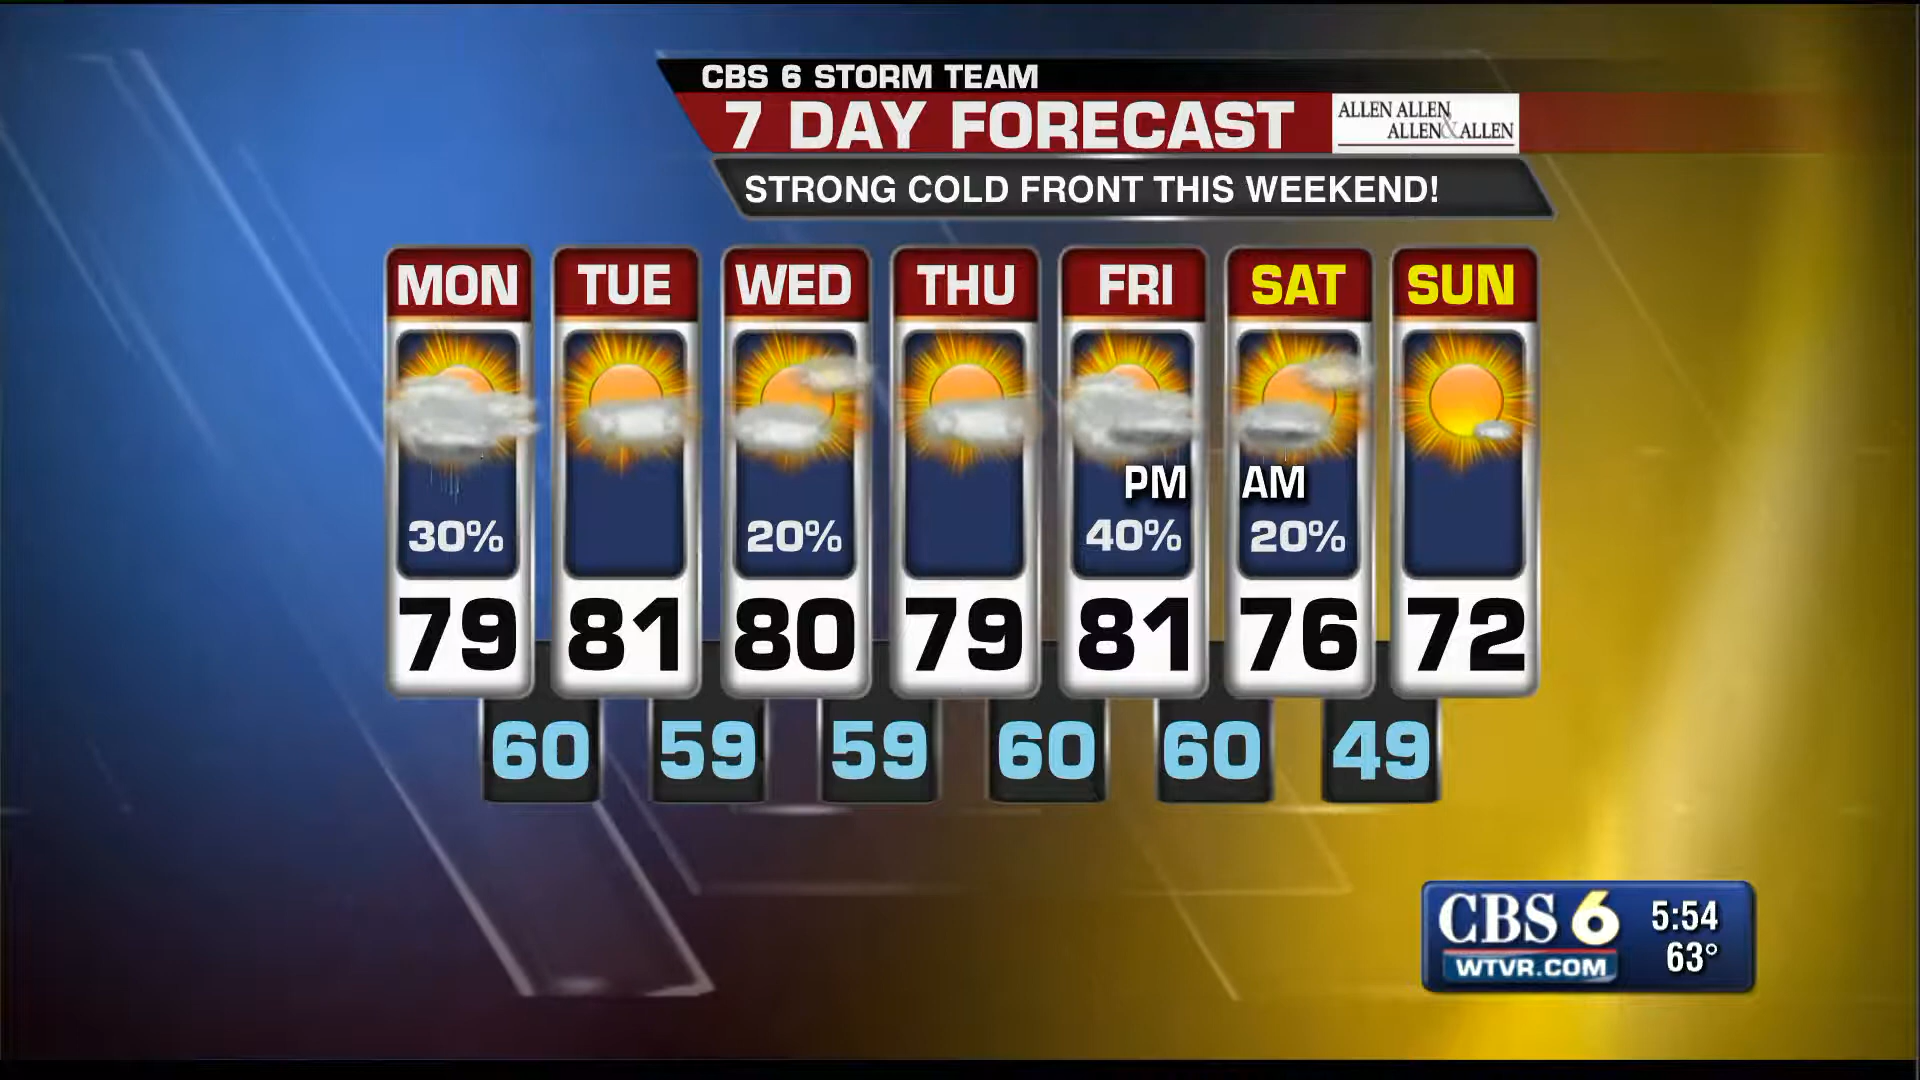 CBS 6 STORM TEAM
7 DAY FORECAST
ALLEN ALLEN
ALLEN & ALLEN
STRONG COLD FRONT THIS WEEKEND!
MON TUE WED THU FRI SAT SUN
PM AM
30% 20% 40% 20%
79 81 80 79 81 76 72
60 59 59 60 60 49
CBS 6 5:54
WTVR.COM 63°